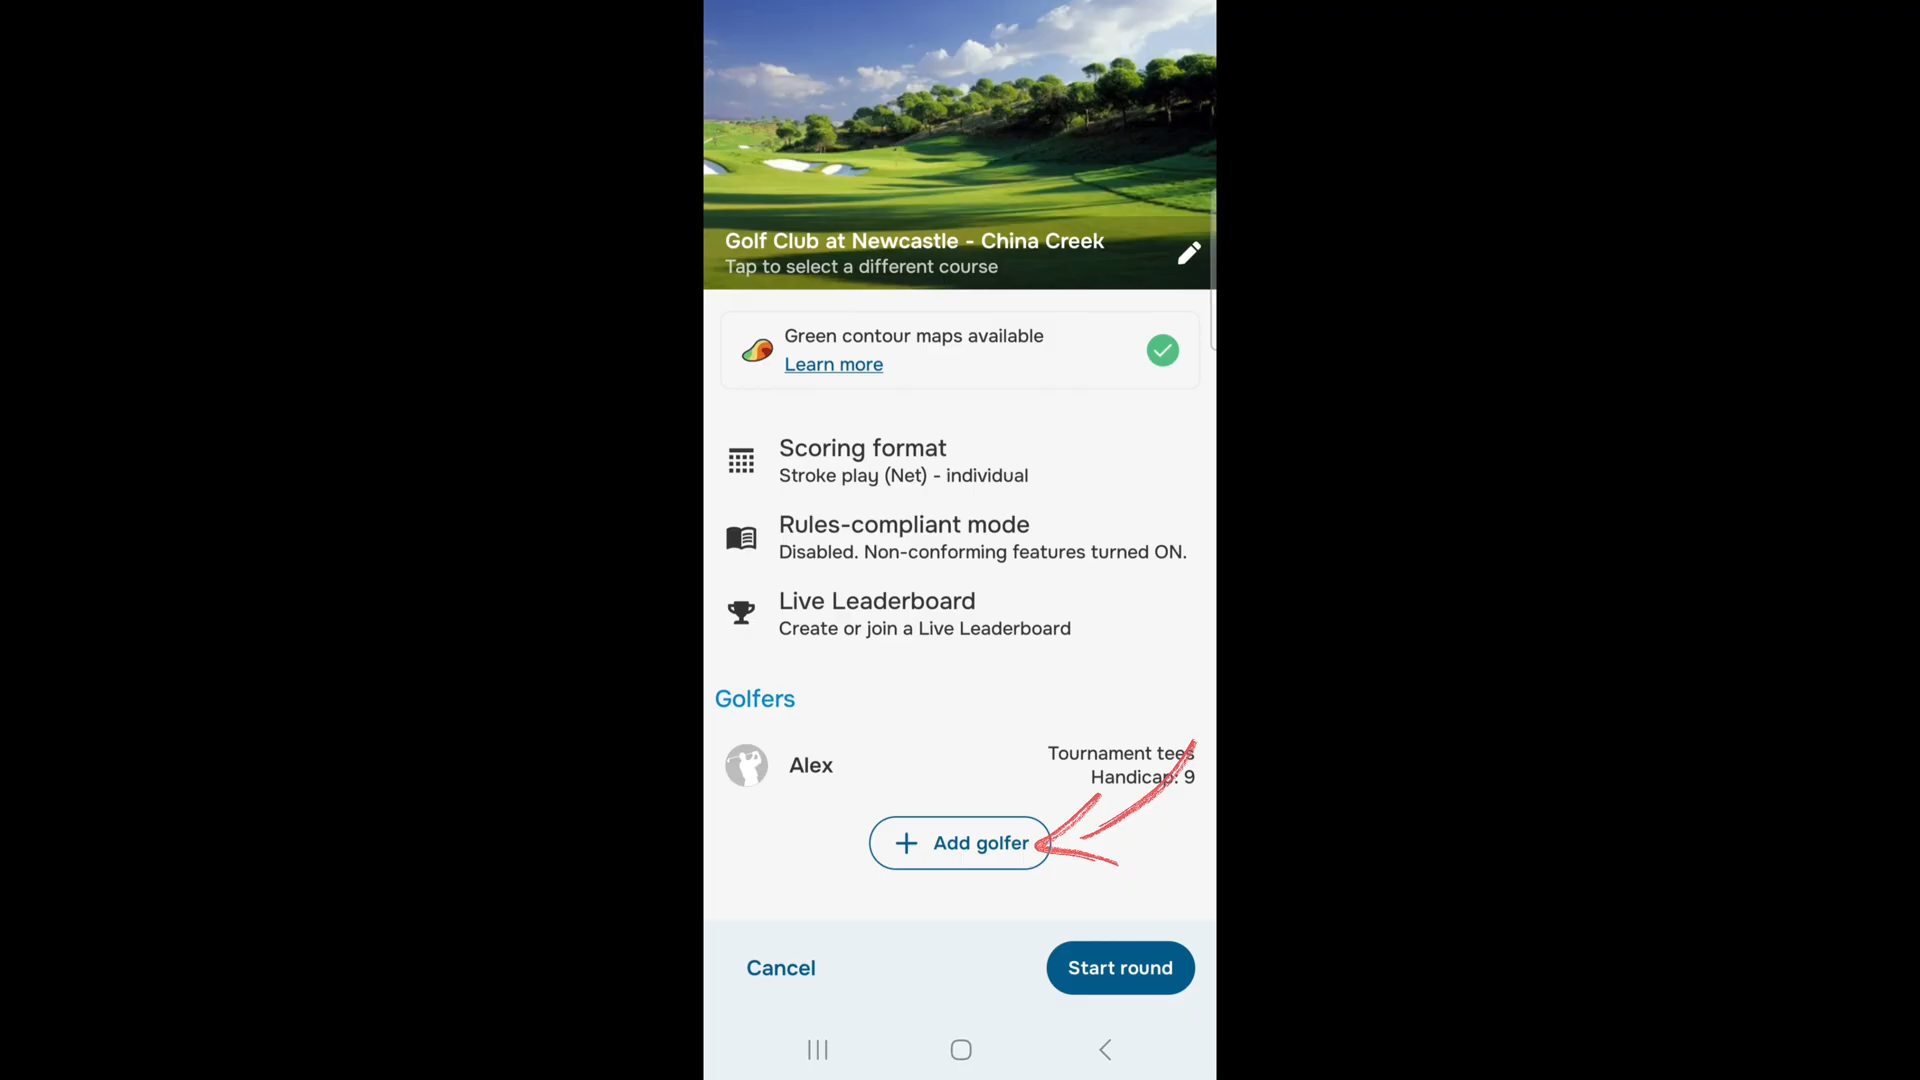 Golf Club at Newcastle - China Creek
Tap to select a different course
Green contour maps available
Learn more
Scoring format
Stroke play (Net) - individual
Rules-compliant mode
Disabled. Non-conforming features turned ON.
Live Leaderboard
Create or join a Live Leaderboard
Golfers
Alex
Tournament tees
Handicap: 9
+ Add golfer
Cancel
Start round